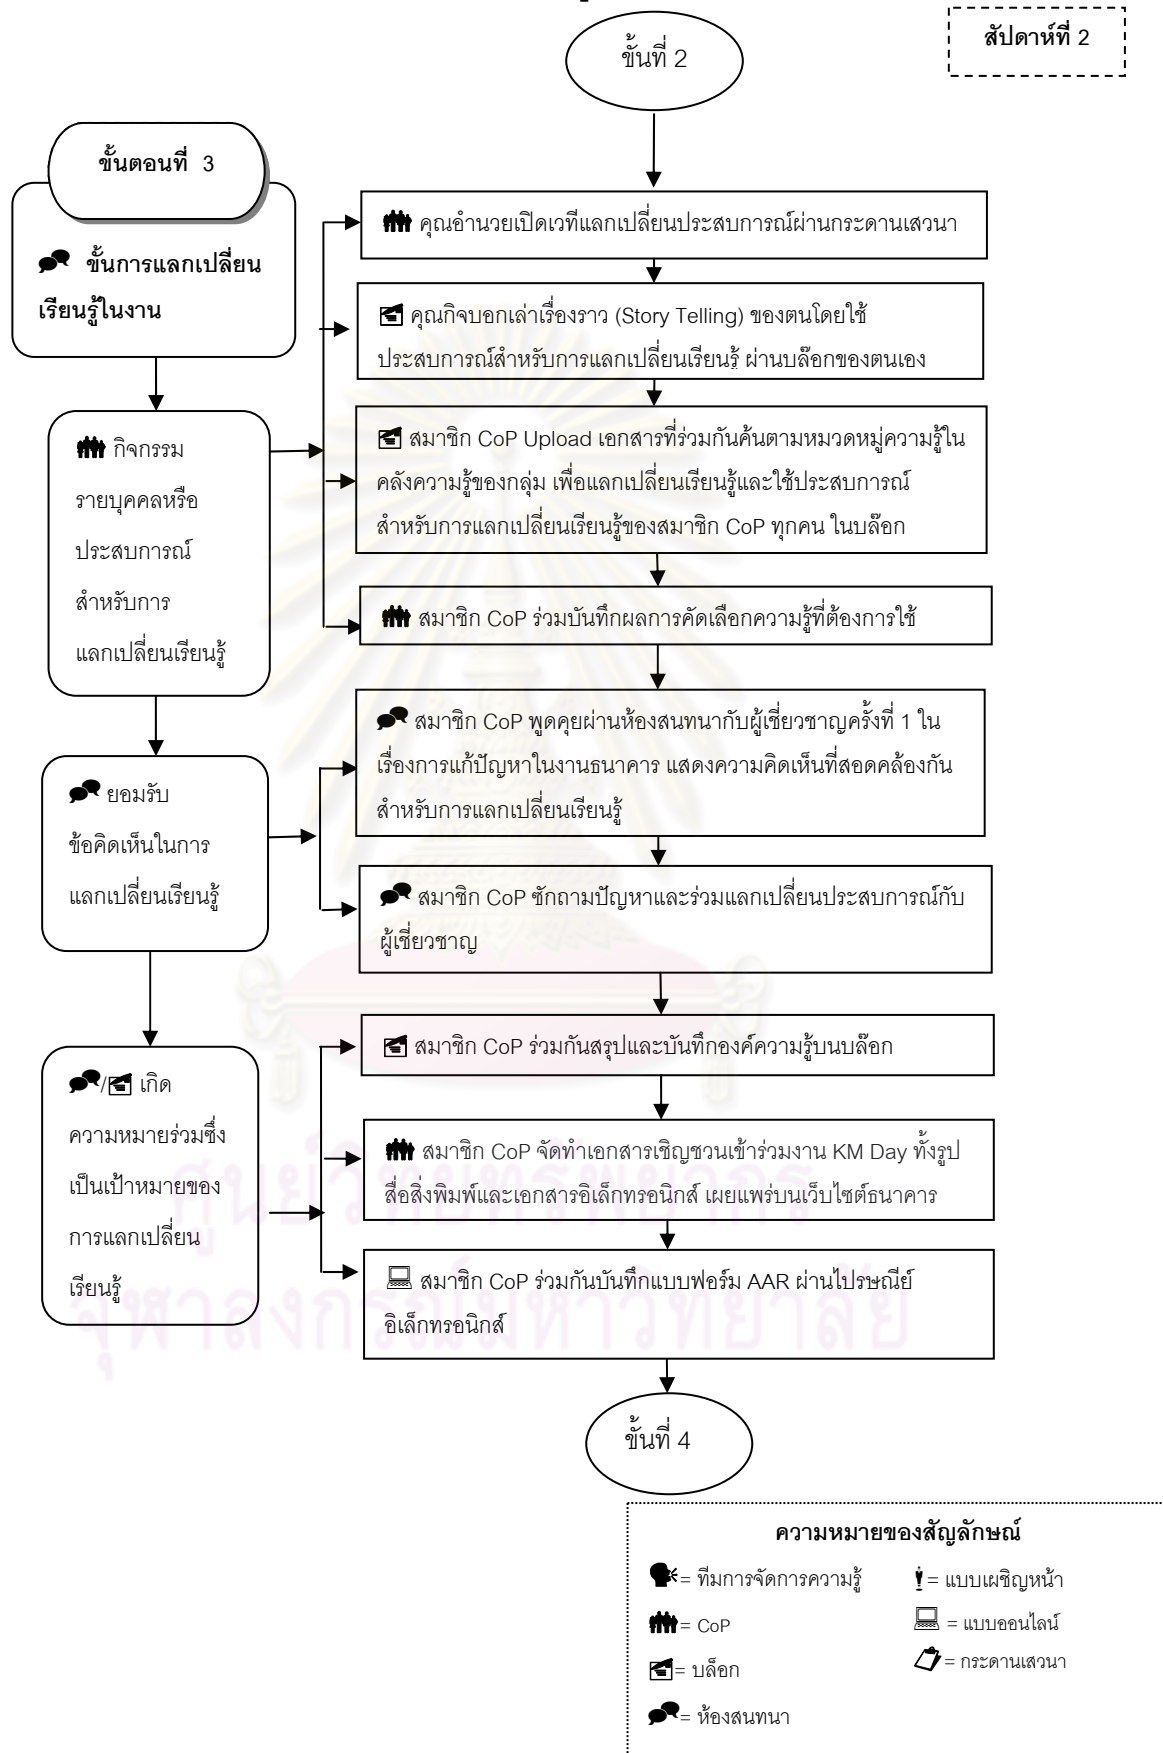 ขั้นที่ 2
สัปดาห์ที่ 2
ขั้นตอนที่ 3
ขั้นการแลกเปลี่ยน
เรียนรู้ในงาน
คุณอำนวยเปิดเวทีแลกเปลี่ยนประสบการณ์ผ่านกระดานเสวนา
คุณกิจบอกเล่าเรื่องราว (Story Telling) ของตนโดยใช้
ประสบการณ์สำหรับการแลกเปลี่ยนเรียนรู้ ผ่านบล๊อกของตนเอง
กิจกรรม
รายบุคคลหรือ
ประสบการณ์
สำหรับการ
แลกเปลี่ยนเรียนรู้
สมาชิก CoP Upload เอกสารที่ร่วมกันค้นตามหมวดหมู่ความรู้ใน
คลังความรู้ของกลุ่ม เพื่อแลกเปลี่ยนเรียนรู้และใช้ประสบการณ์
สำหรับการแลกเปลี่ยนเรียนรู้ของสมาชิก CoP ทุกคน ในบล๊อก
สมาชิก CoP ร่วมบันทึกผลการคัดเลือกความรู้ที่ต้องการใช้
สมาชิก CoP พูดคุยผ่านห้องสนทนากับผู้เชี่ยวชาญครั้งที่ 1 ใน
เรื่องการแก้ปัญหาในงานธนาคาร แสดงความคิดเห็นที่สอดคล้องกัน
สำหรับการแลกเปลี่ยนเรียนรู้
ยอมรับ
ข้อคิดเห็นในการ
แลกเปลี่ยนเรียนรู้
สมาชิก CoP ซักถามปัญหาและร่วมแลกเปลี่ยนประสบการณ์กับ
ผู้เชี่ยวชาญ
สมาชิก CoP ร่วมกันสรุปและบันทึกองค์ความรู้บนบล๊อก
/ เกิด
ความหมายร่วมซึ่ง
เป็นเป้าหมายของ
การแลกเปลี่ยน
เรียนรู้
สมาชิก CoP จัดทำเอกสารเชิญชวนเข้าร่วมงาน KM Day ทั้งรูป
สื่อสิ่งพิมพ์และเอกสารอิเล็กทรอนิกส์ เผยแพร่บนเว็บไซต์ธนาคาร
สมาชิก CoP ร่วมกันบันทึกแบบฟอร์ม AAR ผ่านไปรษณีย์
อิเล็กทรอนิกส์
ศูนย์วิทยทรัพยากร
จุฬาลงกรณ์มหาวิทยาลัย
ขั้นที่ 4
ความหมายของสัญลักษณ์
= ทีมการจัดการความรู้
= แบบเผชิญหน้า
= CoP
= แบบออนไลน์
= บล็อก
= กระดานเสวนา
= ห้องสนทนา